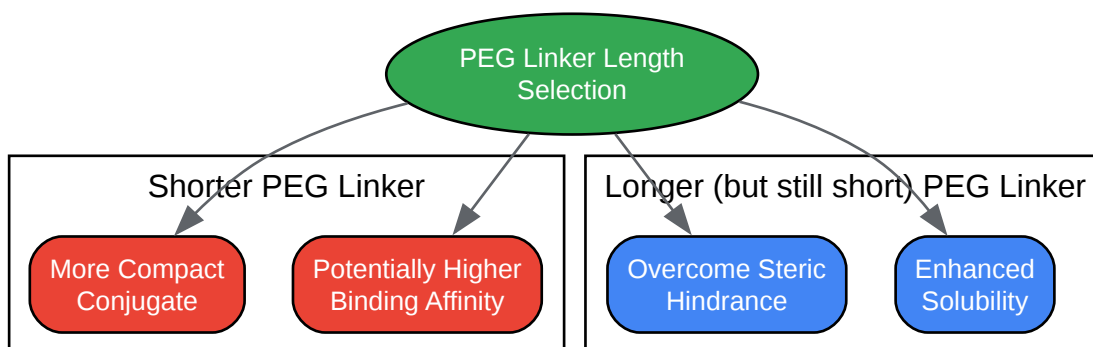 PEG Linker Length
Selection
Shorter PEG Linker
Longer (but still short) PEG Linker
More Compact
Conjugate
Potentially Higher
Binding Affinity
Overcome Steric
Hindrance
Enhanced
Solubility